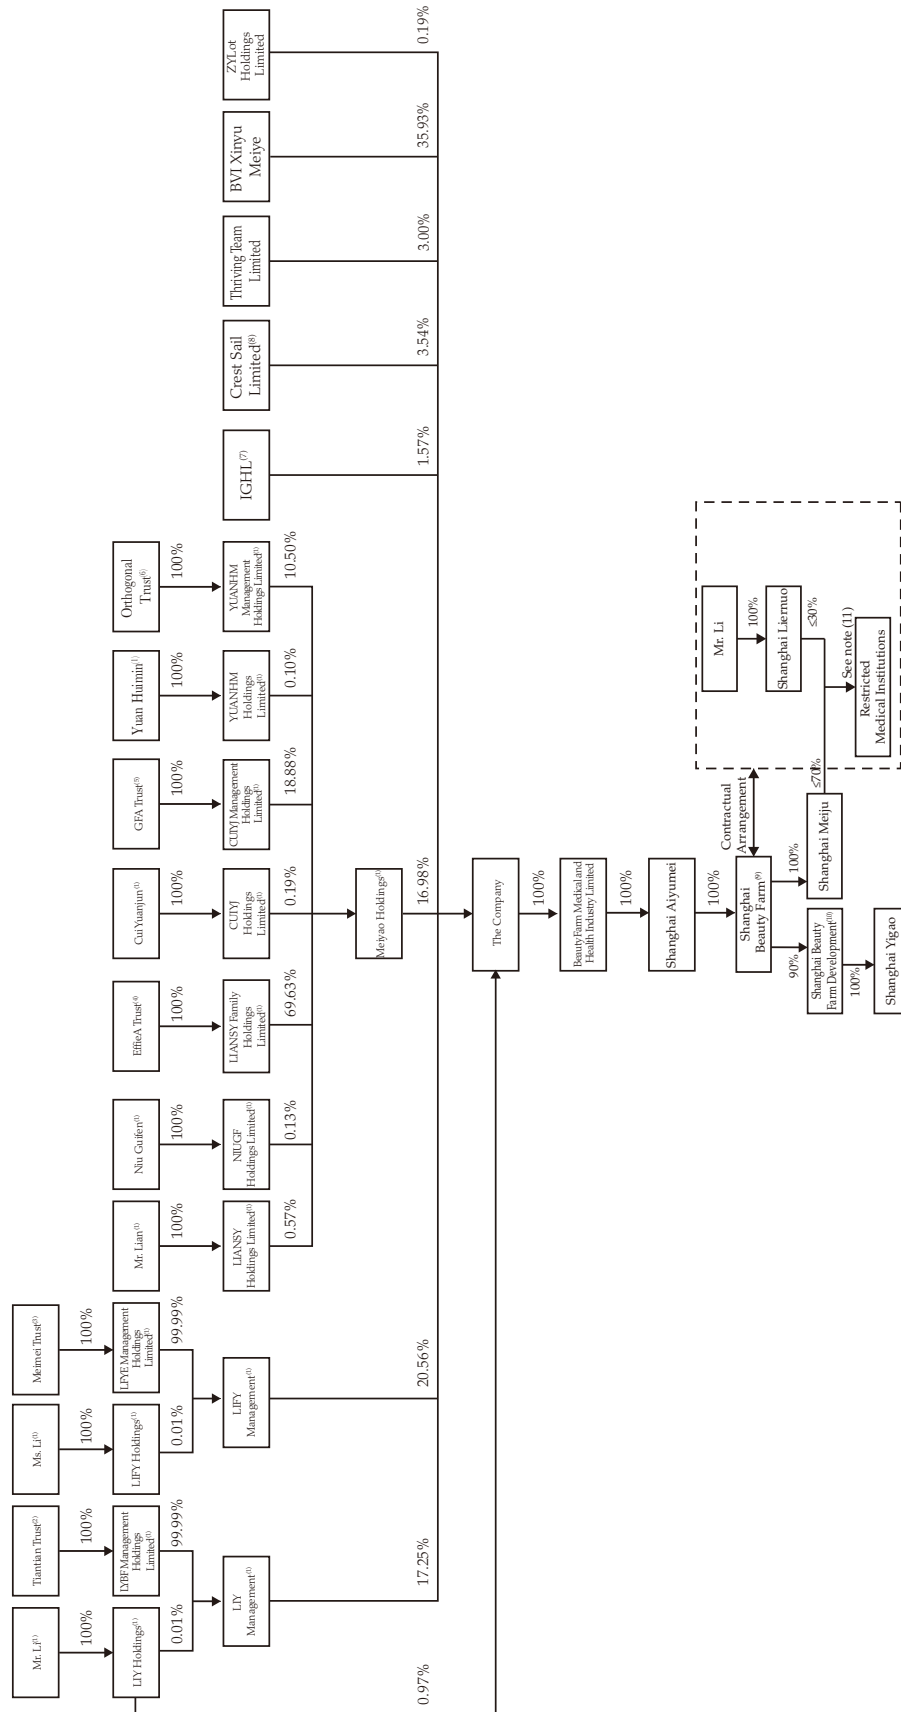 Mr. Li(1)
Tiantian Trust(2)
Ms. Li(1)
Meimei Trust(3)
100%
100%
100%
100%
LIY Holdings(1)
LYBF Management
Holdings
Limited(1)
LIFY Holdings(1)
LFYE Management
Holdings
Limited(1)
Mr. Lian(1)
Niu Guifen(1)
EffieA Trust(4)
Cui Yuanjun(1)
GFA Trust(5)
Yuan Huimin(1)
Orthogonal
Trust(6)
0.01%
99.99%
0.01%
99.99%
100%
100%
100%
100%
100%
100%
100%
LIY
Management(1)
LIFY
Management(1)
LIANSY
Holdings Limited(1)
NIUGF
Holdings Limited(1)
LIANSY Family
Holdings
Limited(1)
CUIYJ
Holdings
Limited(1)
CUIYJ Management
Holdings
Limited(1)
YUANHM
Holdings
Limited(1)
YUANHM
Management
Holdings Limited(1)
IGHL(7)
Crest Sail
Limited(8)
Thriving Team
Limited
BVI Xinyu
Meiye
ZYLot
Holdings
Limited
0.57%
0.13%
69.63%
0.19%
18.88%
0.10%
10.50%
Meiyao Holdings(1)
0.97%
17.25%
20.56%
16.98%
1.57%
3.54%
3.00%
35.93%
0.19%
The Company
100%
Beauty Farm Medical and
Health Industry Limited
100%
Shanghai Aiyumei
100%
Shanghai
Beauty Farm(9)
Contractual
Arrangement
Mr. Li
100%
Shanghai Liernuo
90%
100%
≤70%
≤30%
Shanghai Beauty
Farm Development(10)
Shanghai Meiju
See note (11)
100%
Shanghai Yigao
Restricted
Medical Institutions